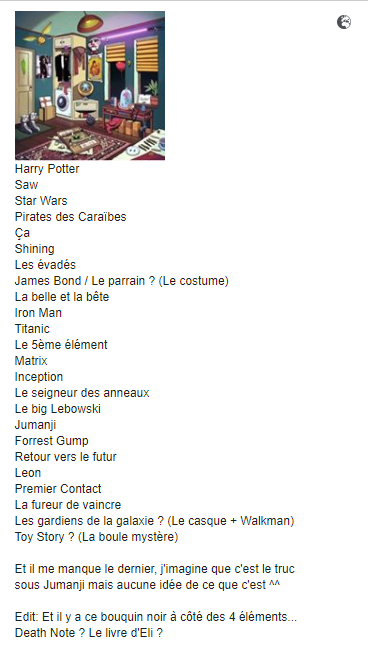 Harry Potter
Saw
Star Wars
Pirates des Caraïbes
Ça
Shining
Les évadés
James Bond / Le parrain ? (Le costume)
La belle et la bête
Iron Man
Titanic
Le 5ème élément
Matrix
Inception
Le seigneur des anneaux
Le big Lebowski
Jumanji
Forrest Gump
Retour vers le futur
Leon
Premier Contact
La fureur de vaincre
Les gardiens de la galaxie ? (Le casque + Walkman)
Toy Story ? (La boule mystère)
Et il me manque le dernier, j'imagine que c'est le truc
sous Jumanji mais aucune idée de ce que c'est ^^
Edit: Et il y a ce bouquin noir à côté des 4 éléments...
Death Note ? Le livre d'Eli ?